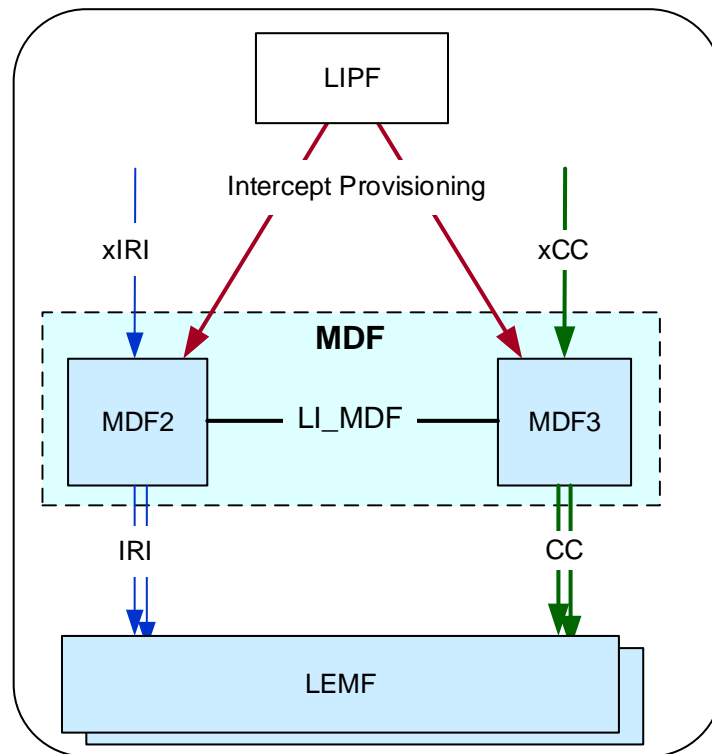 LIPF
Intercept Provisioning
xIRI
xCC
MDF
MDF2
LI_MDF
MDF3
IRI
CC
LEMF